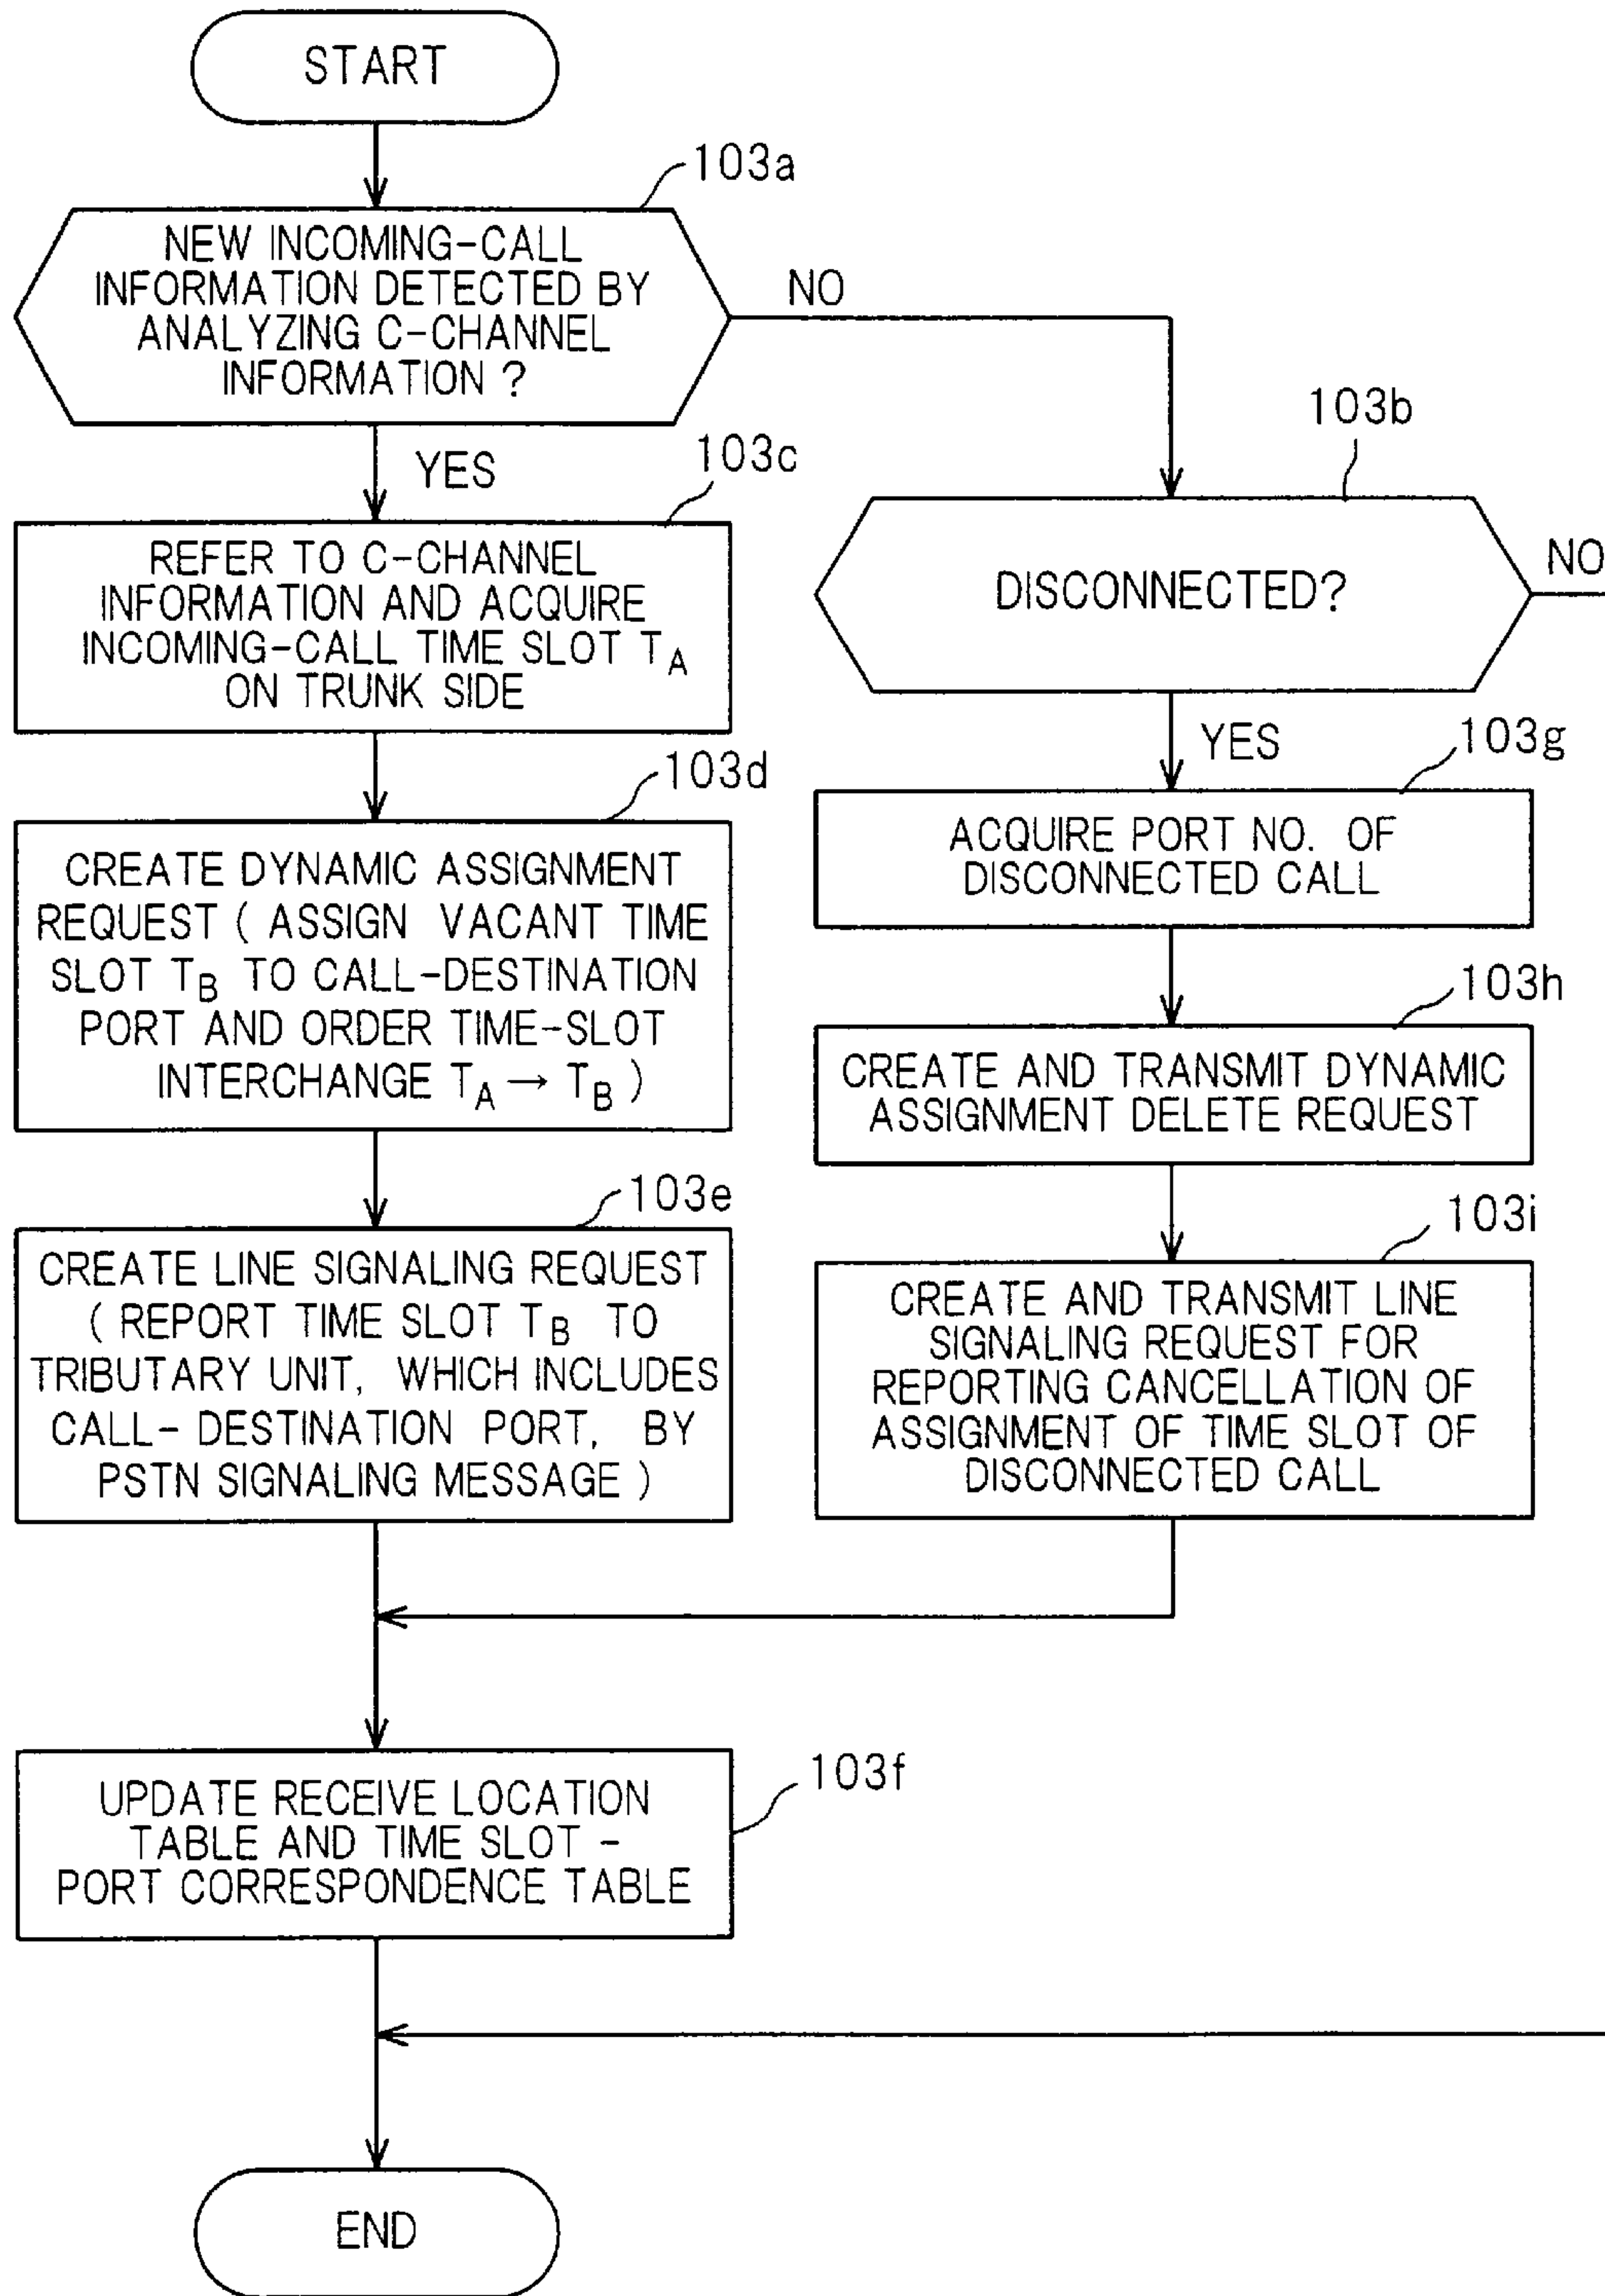 START
103a
NEW INCOMING-CALL
INFORMATION DETECTED BY
ANALYZING C-CHANNEL
INFORMATION ?
NO
YES
103c
REFER TO C-CHANNEL
INFORMATION AND ACQUIRE
INCOMING-CALL TIME SLOT TA
ON TRUNK SIDE
103d
CREATE DYNAMIC ASSIGNMENT
REQUEST ( ASSIGN VACANT TIME
SLOT TB TO CALL-DESTINATION
PORT AND ORDER TIME-SLOT
INTERCHANGE TA → TB )
103e
CREATE LINE SIGNALING REQUEST
( REPORT TIME SLOT TB TO
TRIBUTARY UNIT, WHICH INCLUDES
CALL-DESTINATION PORT, BY
PSTN SIGNALING MESSAGE )
103b
DISCONNECTED?
NO
YES
103g
ACQUIRE PORT NO. OF
DISCONNECTED CALL
103h
CREATE AND TRANSMIT DYNAMIC
ASSIGNMENT DELETE REQUEST
103i
CREATE AND TRANSMIT LINE
SIGNALING REQUEST FOR
REPORTING CANCELLATION OF
ASSIGNMENT OF TIME SLOT OF
DISCONNECTED CALL
103f
UPDATE RECEIVE LOCATION
TABLE AND TIME SLOT -
PORT CORRESPONDENCE TABLE
END